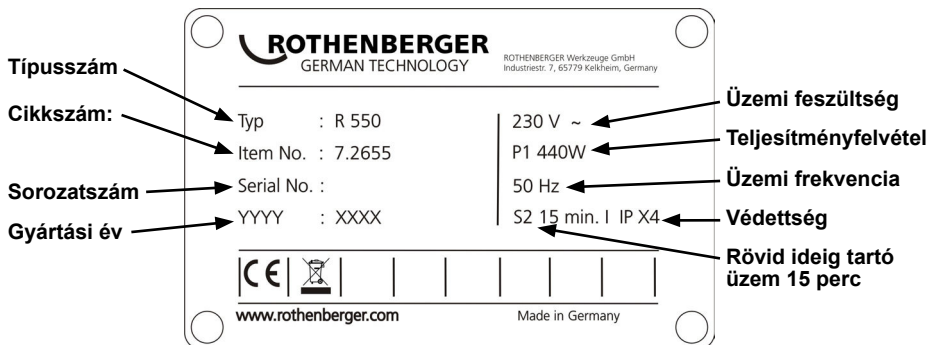 ROTHENBERGER
GERMAN TECHNOLOGY
ROTHENBERGER Werkzeuge GmbH
Industriestr. 7, 65779 Kelkheim, Germany
Típusszám
Cikkszám:
Sorozatszám
Gyártási év
Typ : R 550
Item No. : 7.2655
Serial No. :
YYYY : XXXX
230 V ~
P1 440W
50 Hz
S2 15 min. I IP X4
Üzemi feszültség
Teljesítményfelvétel
Üzemi frekvencia
Védettség
Rövid ideig tartó
üzem 15 perc
CE
www.rothenberger.com
Made in Germany